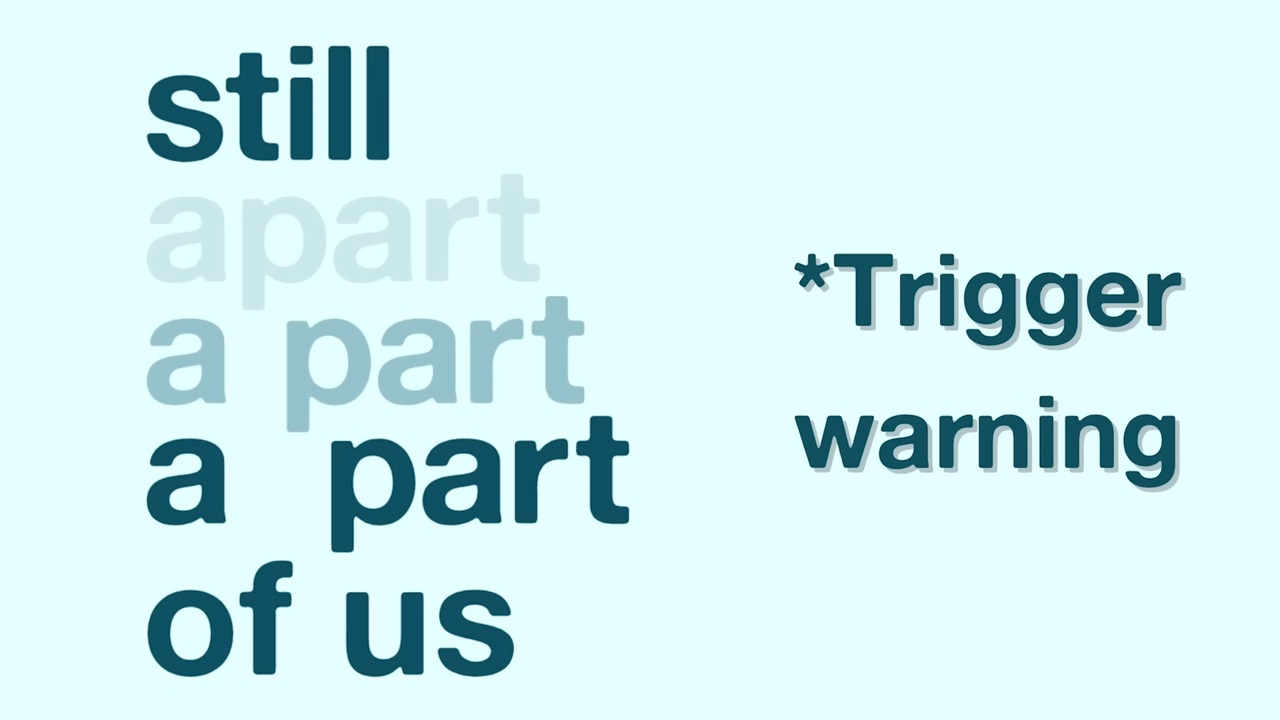 still
apart
a part
a part
of us
*Trigger
warning